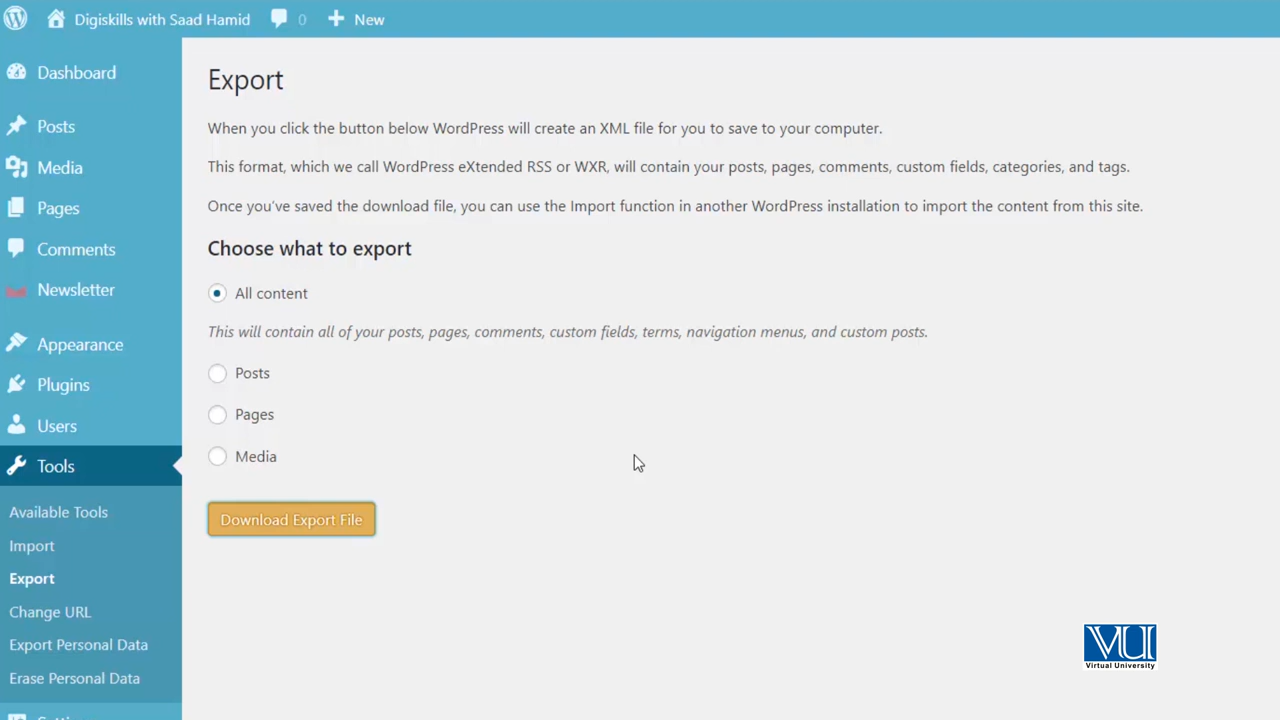 Digiskills with Saad Hamid 0 New
Dashboard
Posts
Media
Pages
Comments
Newsletter
Appearance
Plugins
Users
Tools
Available Tools
Import
Export
Change URL
Export Personal Data
Erase Personal Data
Export
When you click the button below WordPress will create an XML file for you to save to your computer.
This format, which we call WordPress eXtended RSS or WXR, will contain your posts, pages, comments, custom fields, categories, and tags.
Once you've saved the download file, you can use the Import function in another WordPress installation to import the content from this site.
Choose what to export
All content
This will contain all of your posts, pages, comments, custom fields, terms, navigation menus, and custom posts.
Posts
Pages
Media
Download Export File
VU
Virtual University